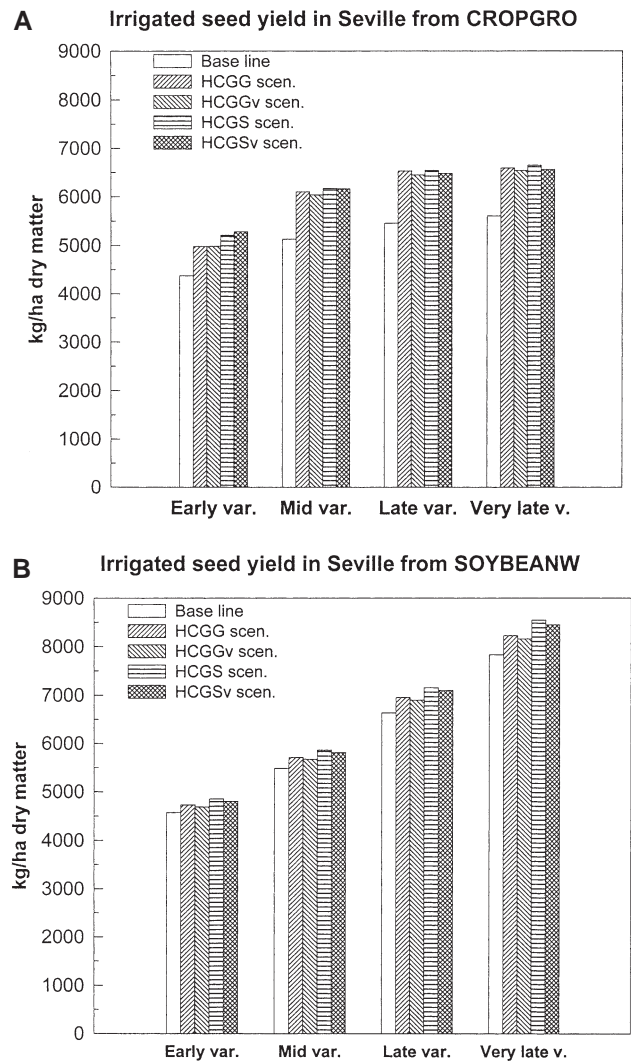 A
Irrigated seed yield in Seville from CROPGRO
9000
8000
7000
6000
5000
4000
3000
2000
1000
0
kg/ha dry matter
Base line
HCGG scen.
HCGGv scen.
HCGS scen.
HCGSv scen.
Early var. Mid var. Late var. Very late v.
B
Irrigated seed yield in Seville from SOYBEANW
9000
8000
7000
6000
5000
4000
3000
2000
1000
0
kg/ha dry matter
Base line
HCGG scen.
HCGGv scen.
HCGS scen.
HCGSv scen.
Early var. Mid var. Late var. Very late v.